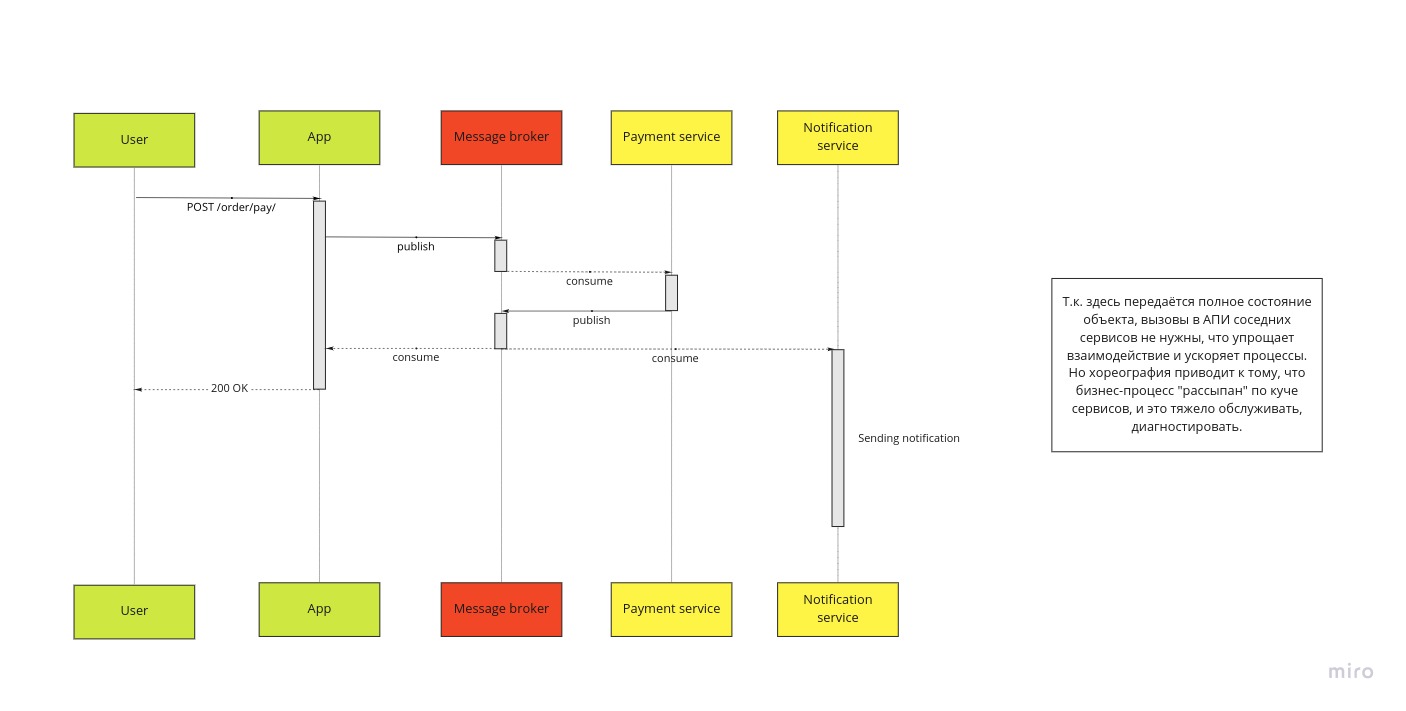 User
App
Message broker
Payment service
Notification
service
POST /order/pay/
publish
consume
publish
consume
consume
200 OK
Sending notification
Т.к. здесь передаётся полное состояние
объекта, вызовы в АПИ соседних
сервисов не нужны, что упрощает
взаимодействие и ускоряет процессы.
Но хореография приводит к тому, что
бизнес-процесс "рассыпан" по куче
сервисов, и это тяжело обслуживать,
диагностировать.
User
App
Message broker
Payment service
Notification
service
miro